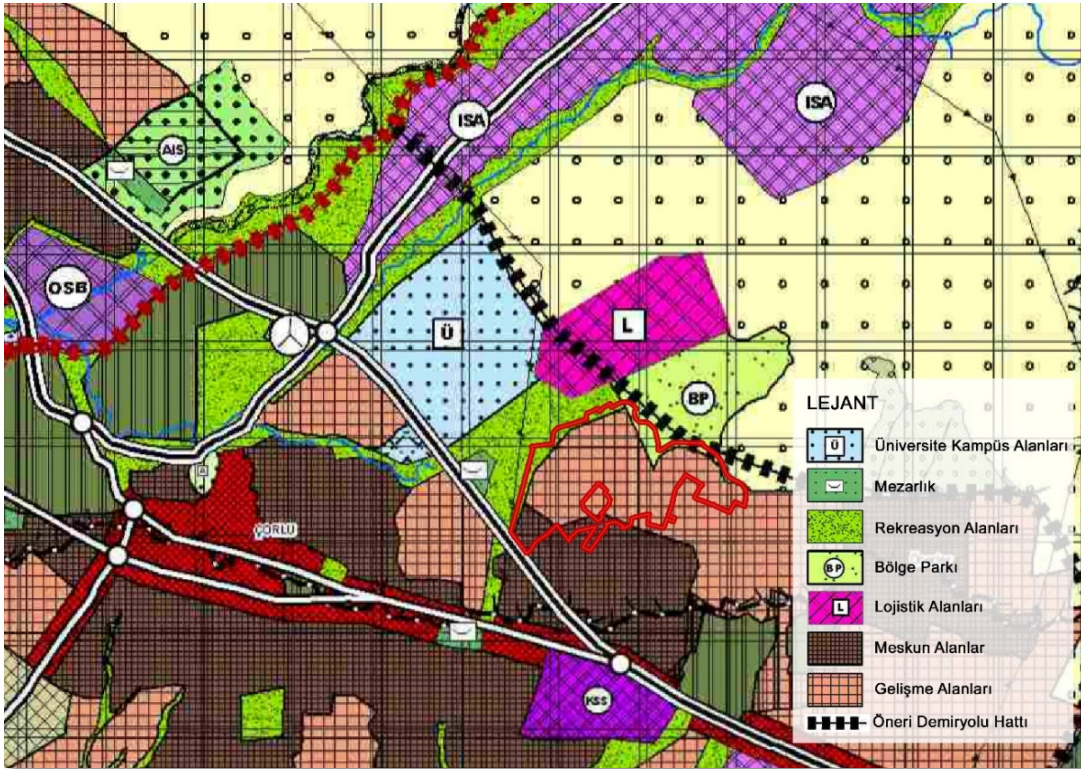 ISA
ISA
AIS
OSB
Ü
L
BP
Ü
ÇORLU
KSS
LEJANT
Ü Üniversite Kampüs Alanları
Mezarlık
Rekreasyon Alanları
BP Bölge Parkı
L Lojistik Alanları
Meskun Alanlar
Gelişme Alanları
Öneri Demiryolu Hattı